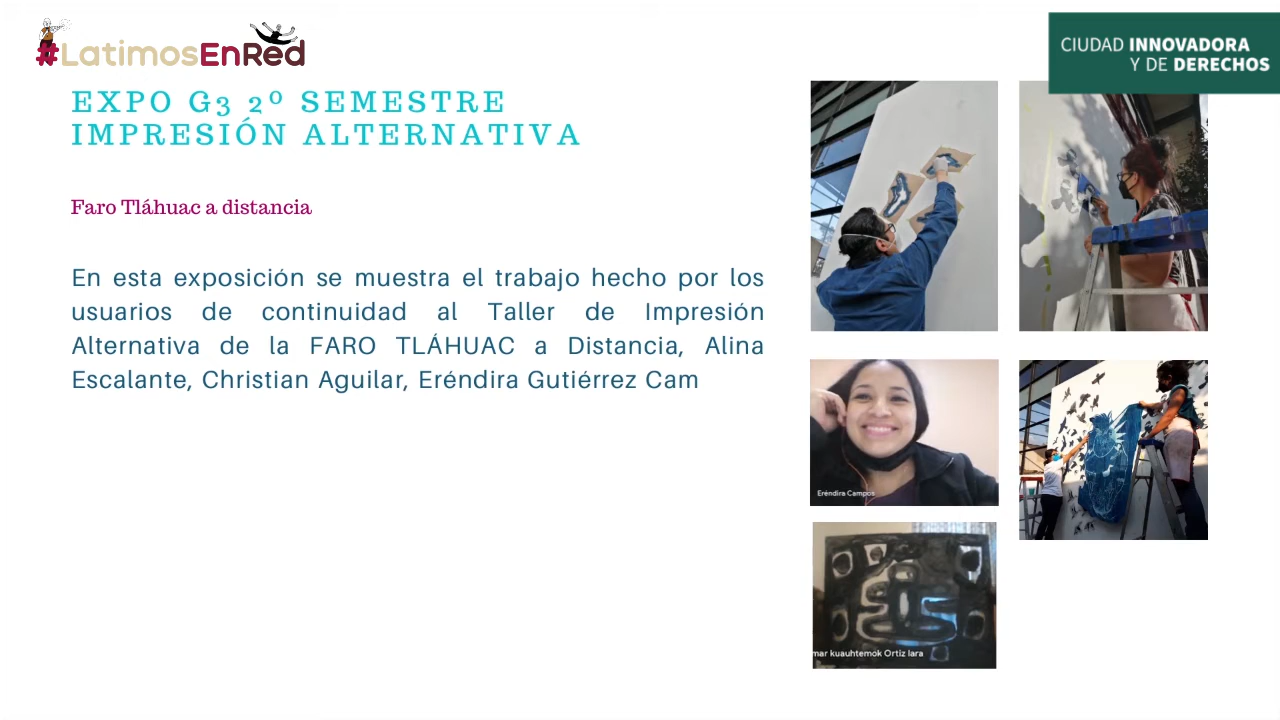 #LatimosEnRed
CIUDAD INNOVADORA
Y DE DERECHOS
EXPO G3 2º SEMESTRE
IMPRESIÓN ALTERNATIVA
Faro Tláhuac a distancia
En esta exposición se muestra el trabajo hecho por los
usuarios de continuidad al Taller de Impresión
Alternativa de la FARO TLÁHUAC a Distancia, Alina
Escalante, Christian Aguilar, Eréndira Gutiérrez Cam
Eréndira Campos
mar kuauhtemok Ortiz lara